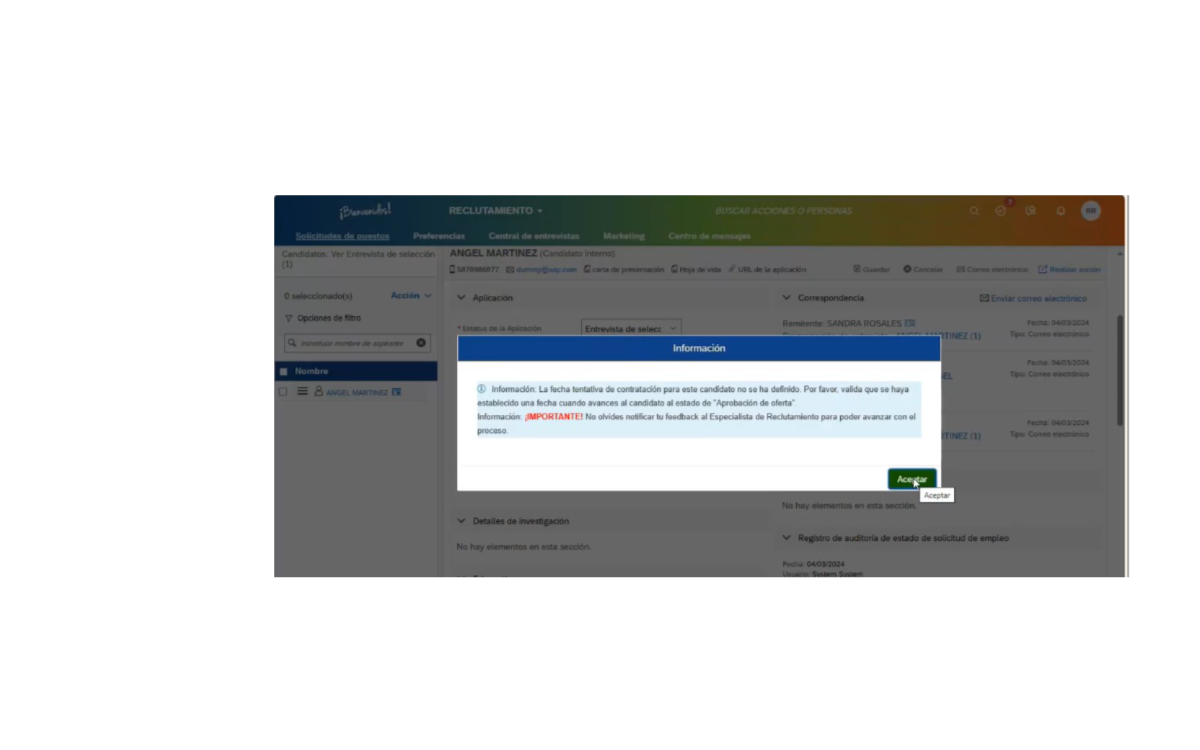 ¡Bienvenidos!
RECLUTAMIENTO
BUSCAR ACCIONES O PERSONAS
7
RR
Solicitudes de puestos
Preferencias
Central de entrevistas
Marketing
Centro de mensajes
Candidatos: Ver Entrevista de selección
(1)
ANGEL MARTINEZ (Candidato interno)
5878986977
dummy@sap.com
carta de presentación
Hoja de vida
URL de la aplicación
Guardar
Cancelar
Correo electrónico
Realizar acción
0 seleccionado(s)
Acción
Opciones de filtro
Introducir nombre de aspirante
Nombre
ANGEL MARTINEZ
Aplicación
* Estatus de la Aplicación
Entrevista de selecc
Correspondencia
Enviar correo electrónico
Remitente: SANDRA ROSALES
Fecha: 04/03/2024
ANGEL MARTINEZ (1)
Tipo: Correo electrónico
Fecha: 04/03/2024
Tipo: Correo electrónico
Fecha: 04/03/2024
TINEZ (1)
Tipo: Correo electrónico
Información
Información: La fecha tentativa de contratación para este candidato no se ha definido. Por favor, valida que se haya
establecido una fecha cuando avances al candidato al estado de "Aprobación de oferta".
Información: ¡IMPORTANTE! No olvides notificar tu feedback al Especialista de Reclutamiento para poder avanzar con el
proceso.
Aceptar
Aceptar
No hay elementos en esta sección.
Detalles de investigación
No hay elementos en esta sección.
Registro de auditoría de estado de solicitud de empleo
Fecha: 04/03/2024
Usuario: System System